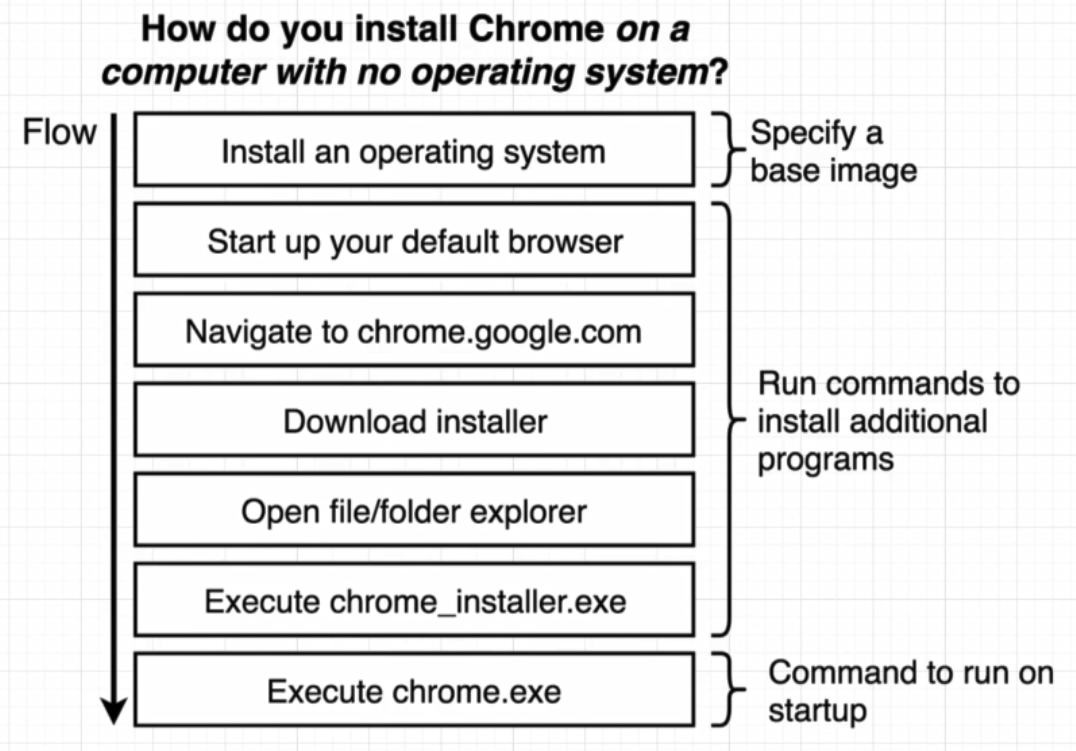 How do you install Chrome on a
computer with no operating system?
Flow
Install an operating system
Specify a
base image
Start up your default browser
Navigate to chrome.google.com
Download installer
Open file/folder explorer
Execute chrome_installer.exe
Run commands to
install additional
programs
Execute chrome.exe
Command to run on
startup